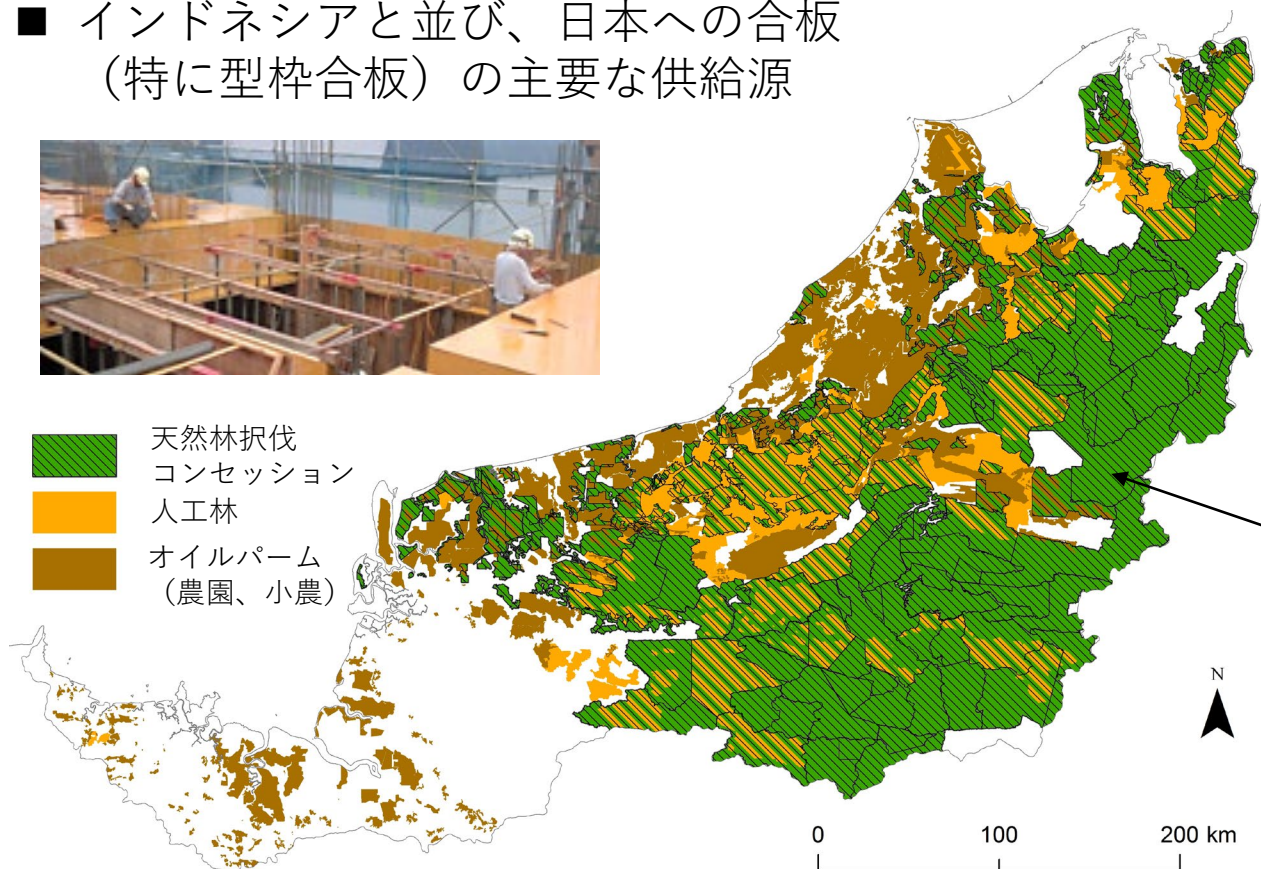 ■ インドネシアと並び、日本への合板
（特に型枠合板）の主要な供給源
天然林択伐
コンセッション
人工林
オイルパーム
（農園、小農）
N
0 100 200 km